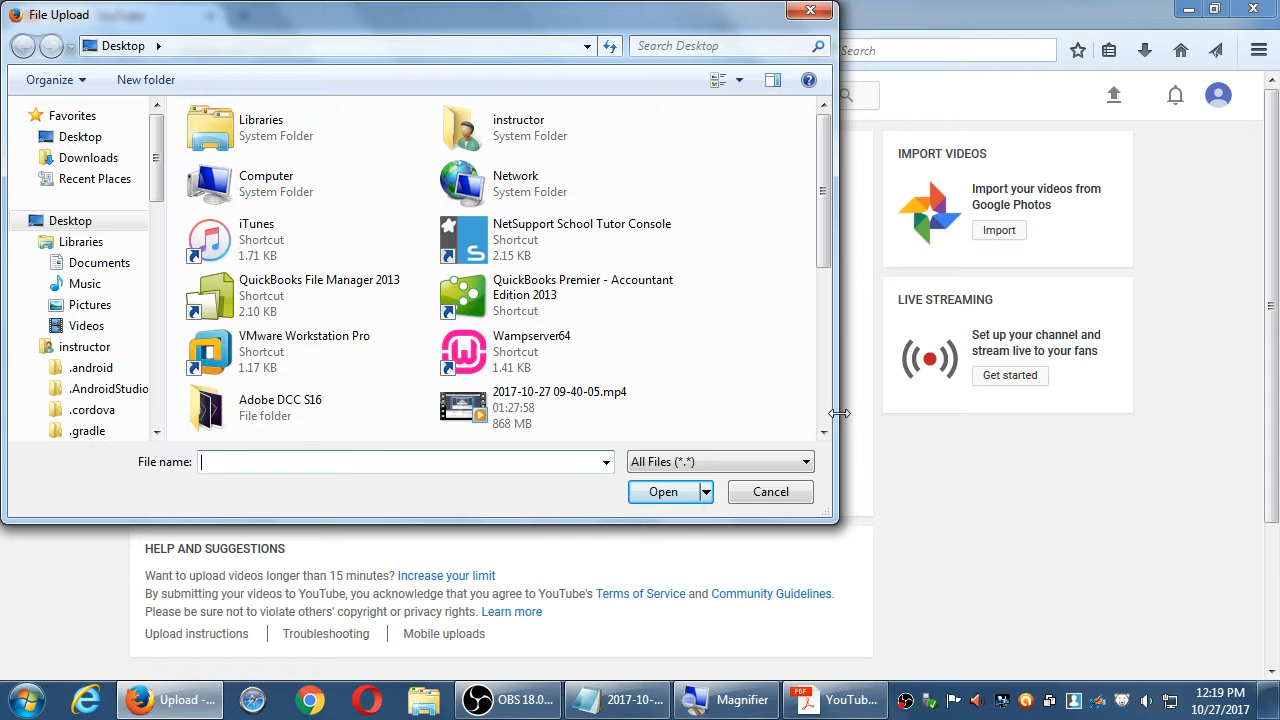 File Upload
Desktop
Search Desktop
Search
Organize
New folder
Favorites
Desktop
Downloads
Recent Places
Desktop
Libraries
Documents
Music
Pictures
Videos
instructor
.android
.AndroidStudio
.cordova
.gradle
Libraries
System Folder
instructor
System Folder
Computer
System Folder
Network
System Folder
iTunes
Shortcut
1.71 KB
NetSupport School Tutor Console
Shortcut
2.15 KB
QuickBooks File Manager 2013
Shortcut
2.10 KB
QuickBooks Premier - Accountant
Edition 2013
Shortcut
VMware Workstation Pro
Shortcut
1.17 KB
Wampserver64
Shortcut
1.41 KB
Adobe DCC S16
File folder
2017-10-27 09-40-05.mp4
01:27:58
868 MB
File name:
All Files (*.*)
Open
Cancel
IMPORT VIDEOS
Import your videos from
Google Photos
Import
LIVE STREAMING
Set up your channel and
stream live to your fans
Get started
HELP AND SUGGESTIONS
Want to upload videos longer than 15 minutes? Increase your limit
By submitting your videos to YouTube, you acknowledge that you agree to YouTube's Terms of Service and Community Guidelines.
Please be sure not to violate others' copyright or privacy rights. Learn more
Upload instructions
Troubleshooting
Mobile uploads
Upload -...
OBS 18.0...
2017-10-...
Magnifier
PDF
YouTub...
12:19 PM
10/27/2017